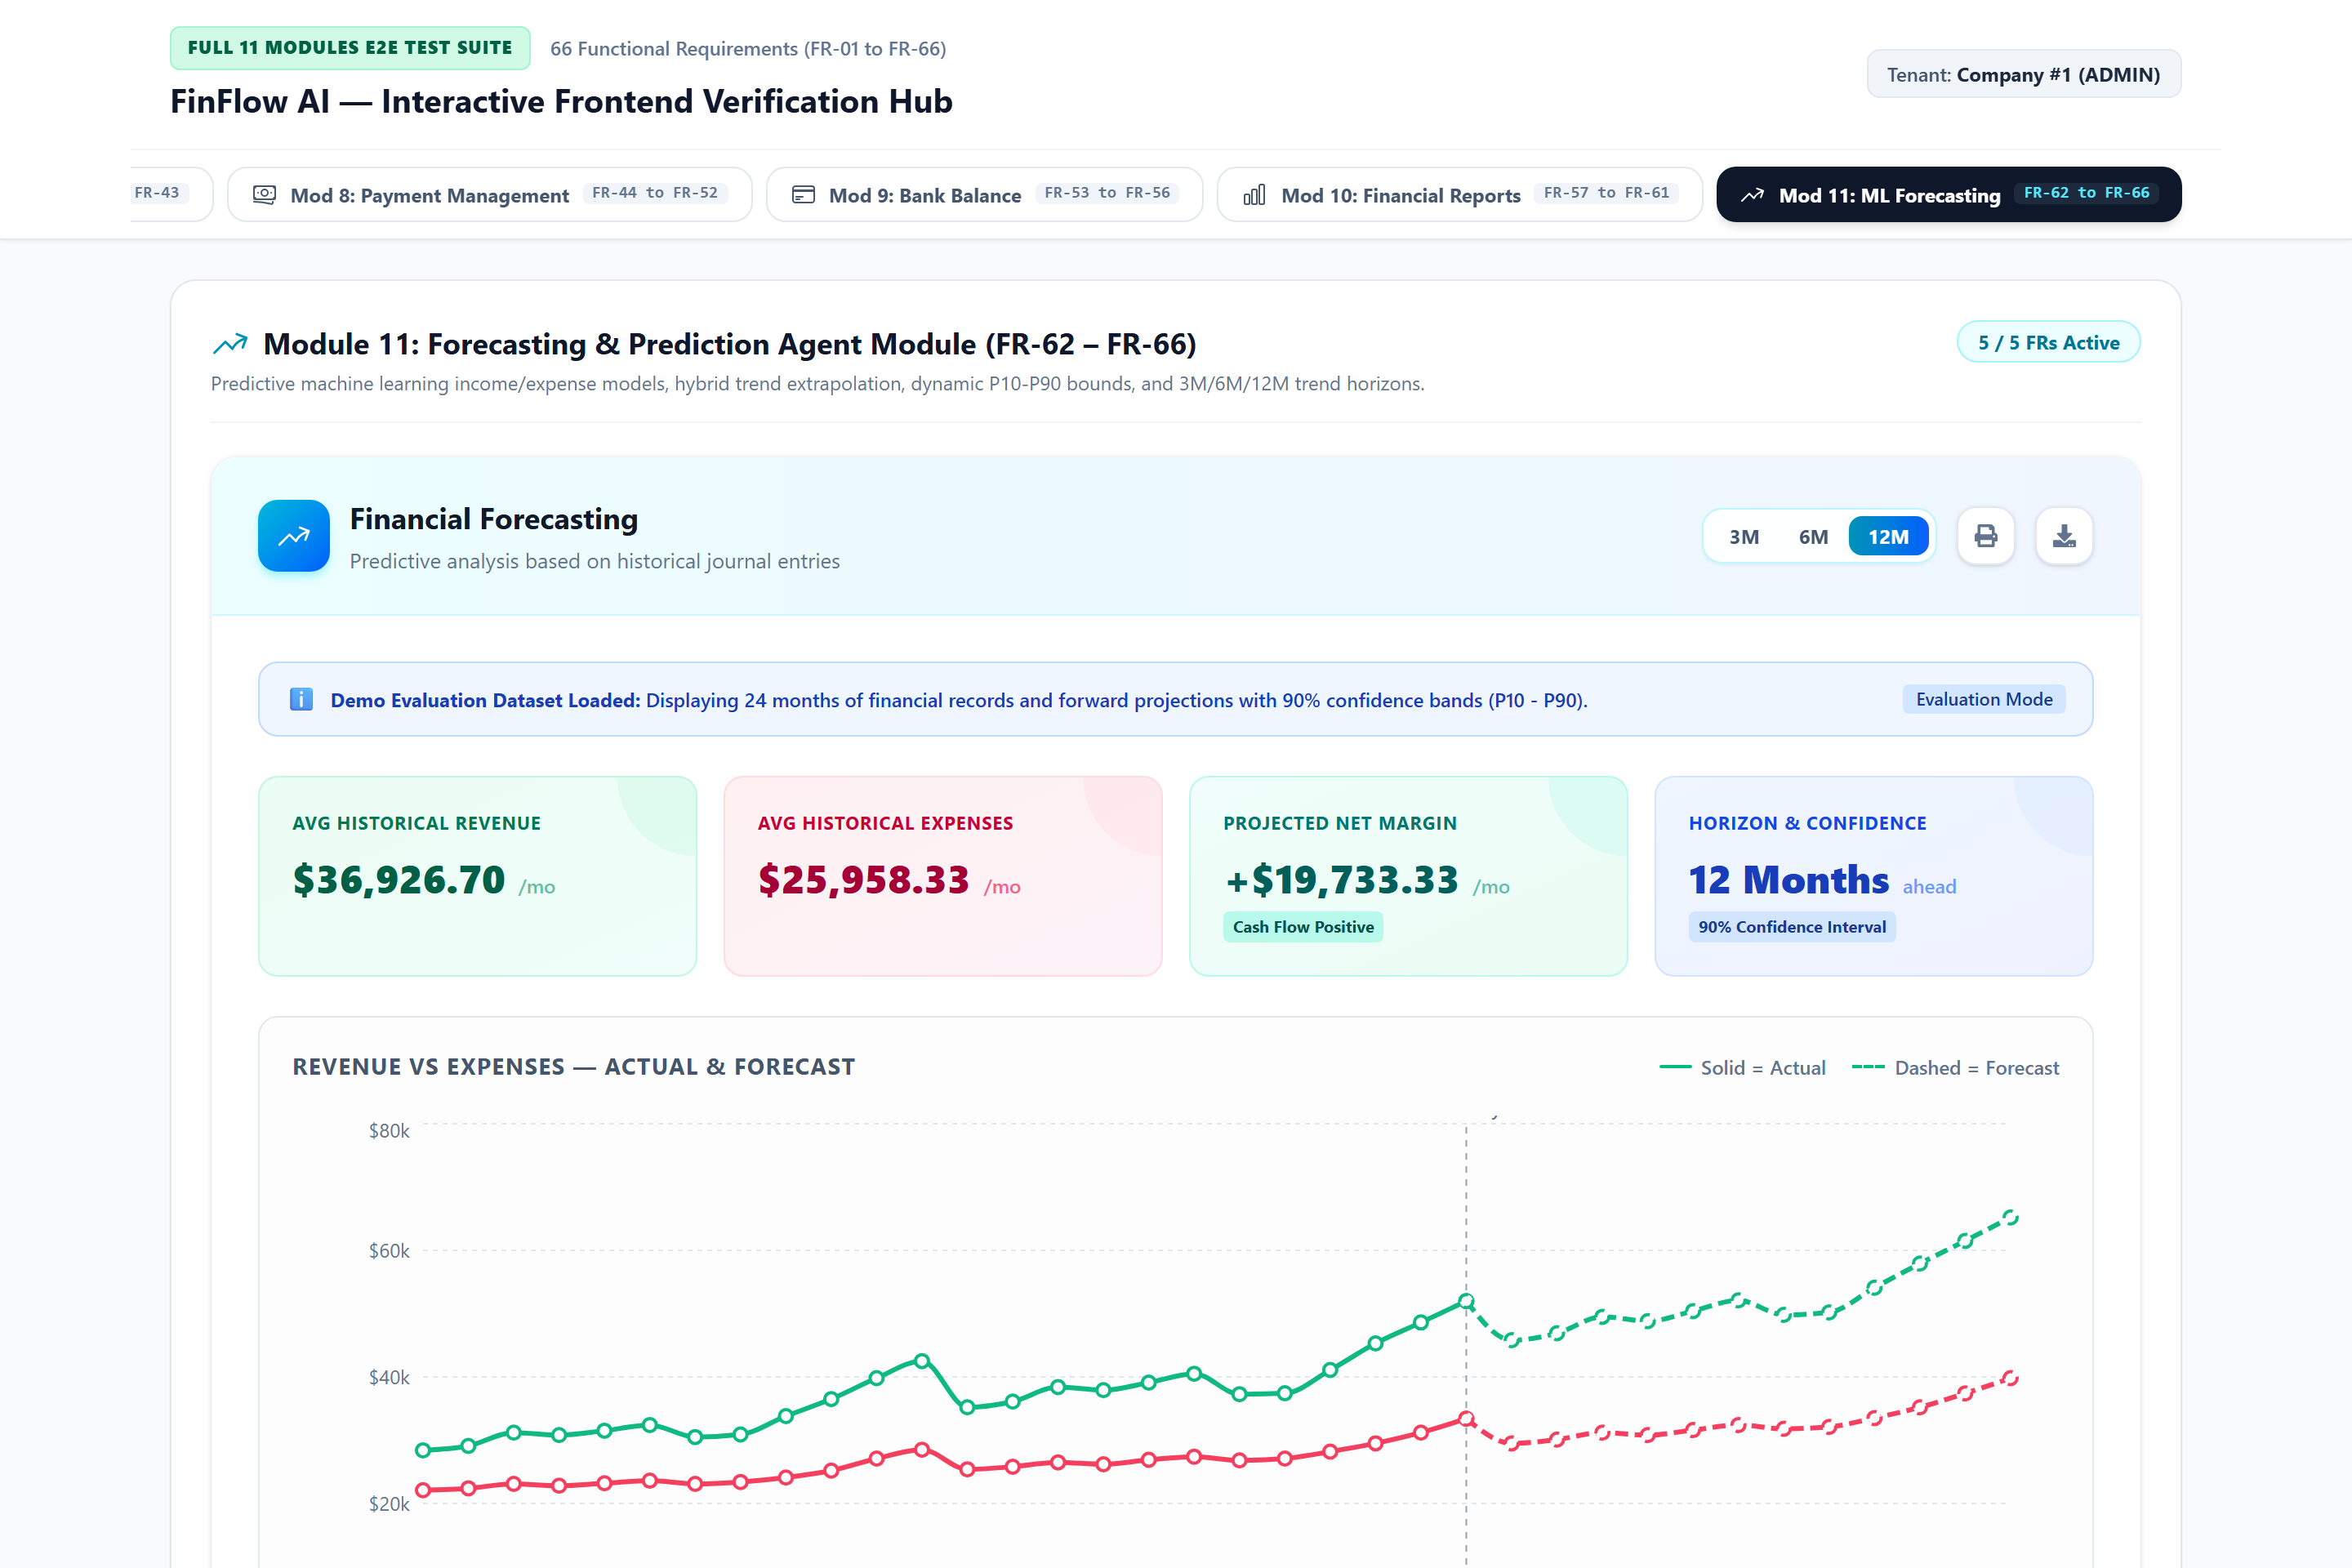 FULL 11 MODULES E2E TEST SUITE
66 Functional Requirements (FR-01 to FR-66)
FinFlow AI — Interactive Frontend Verification Hub
Tenant: Company #1 (ADMIN)
FR-43
Mod 8: Payment Management FR-44 to FR-52
Mod 9: Bank Balance FR-53 to FR-56
Mod 10: Financial Reports FR-57 to FR-61
Mod 11: ML Forecasting FR-62 to FR-66
Module 11: Forecasting & Prediction Agent Module (FR-62 – FR-66)
5 / 5 FRs Active
Predictive machine learning income/expense models, hybrid trend extrapolation, dynamic P10-P90 bounds, and 3M/6M/12M trend horizons.
Financial Forecasting
Predictive analysis based on historical journal entries
3M 6M 12M
Demo Evaluation Dataset Loaded: Displaying 24 months of financial records and forward projections with 90% confidence bands (P10 - P90).
Evaluation Mode
AVG HISTORICAL REVENUE
$36,926.70 /mo
AVG HISTORICAL EXPENSES
$25,958.33 /mo
PROJECTED NET MARGIN
+$19,733.33 /mo
Cash Flow Positive
HORIZON & CONFIDENCE
12 Months ahead
90% Confidence Interval
REVENUE VS EXPENSES — ACTUAL & FORECAST
Solid = Actual
Dashed = Forecast
$80k
$60k
$40k
$20k